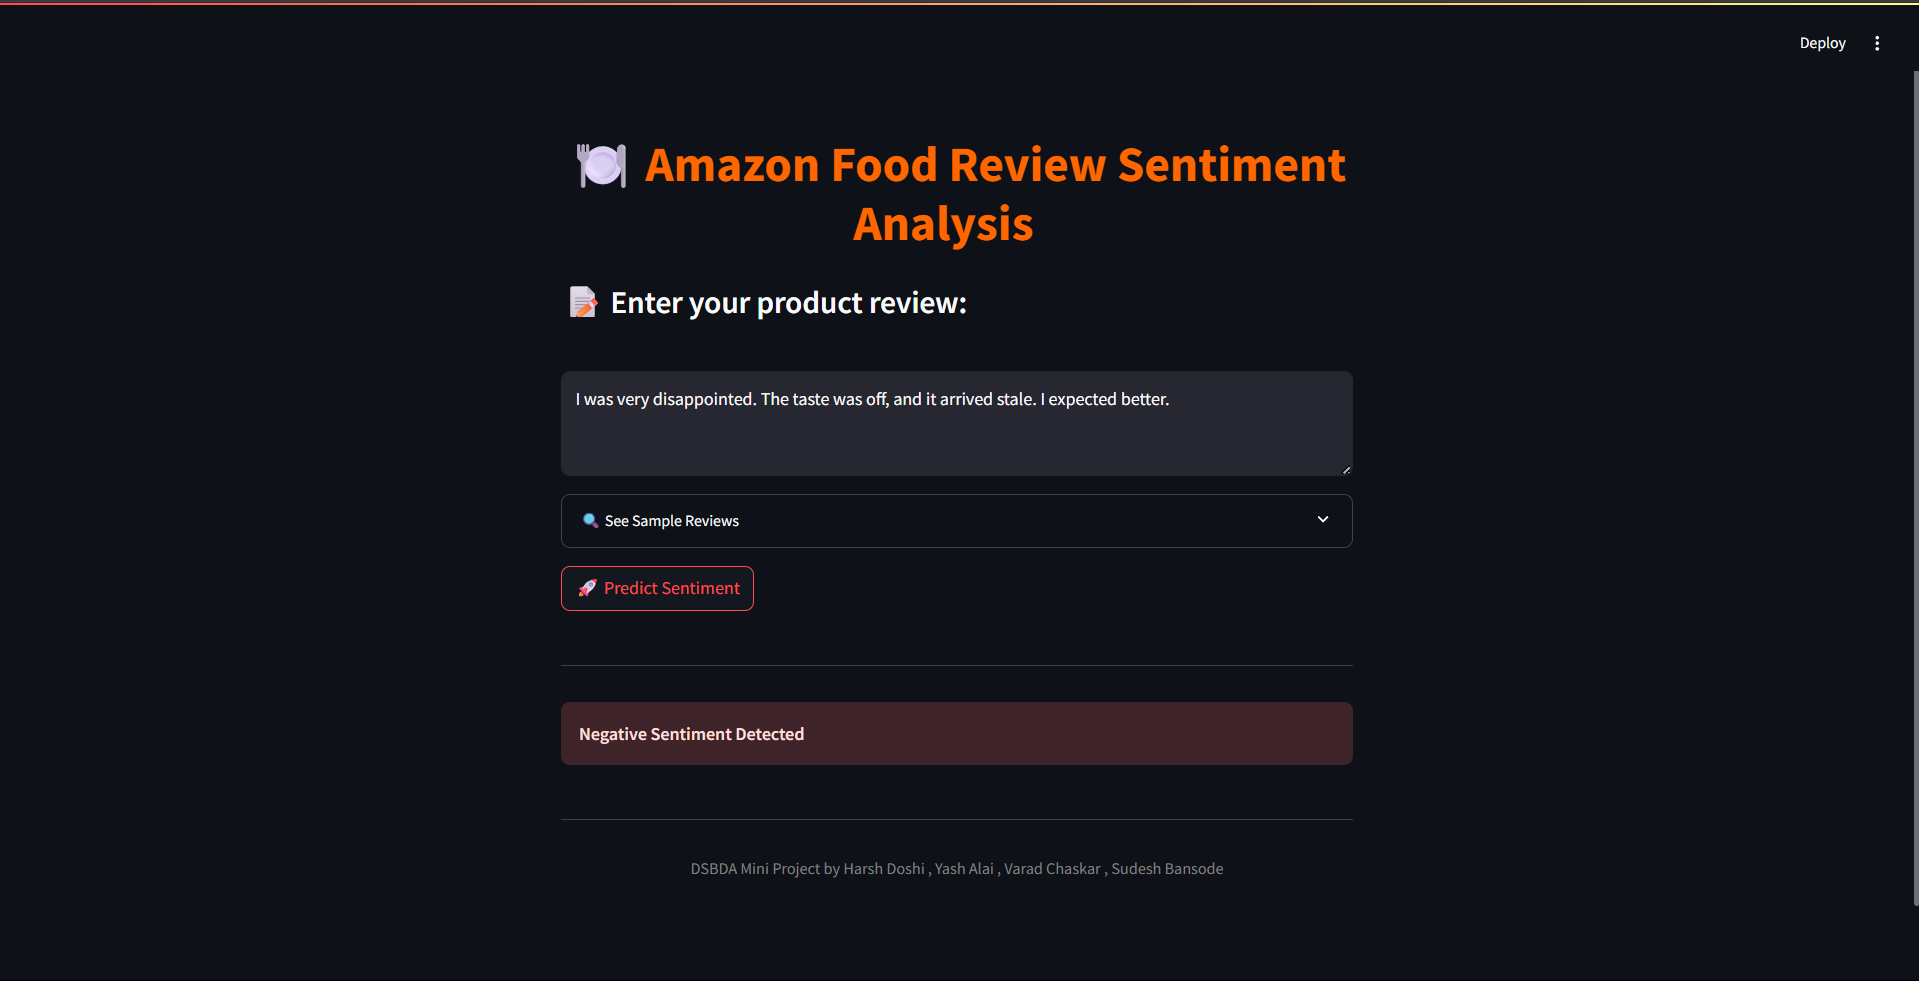 Deploy
Amazon Food Review Sentiment
Analysis
Enter your product review:
I was very disappointed. The taste was off, and it arrived stale. I expected better.
See Sample Reviews
Predict Sentiment
Negative Sentiment Detected
DSBDA Mini Project by Harsh Doshi , Yash Alai , Varad Chaskar , Sudesh Bansode